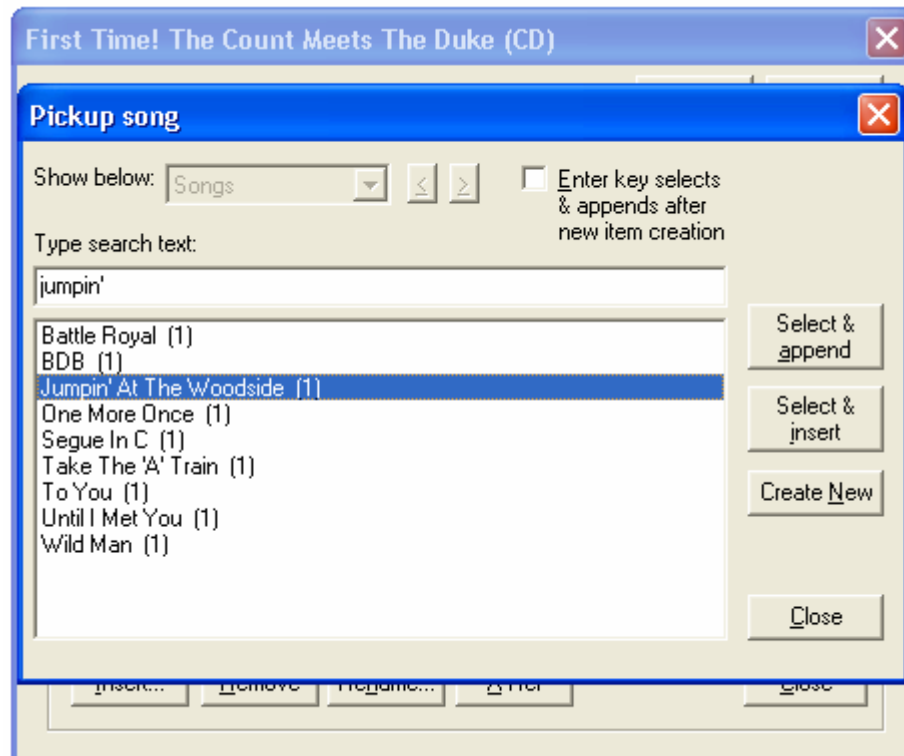 First Time! The Count Meets The Duke (CD)
Pickup song
Show below: Songs < > Enter key selects
& appends after
new item creation
Type search text:
jumpin'
Battle Royal (1)
BDB (1)
Jumpin' At The Woodside (1)
One More Once (1)
Segue In C (1)
Take The 'A' Train (1)
To You (1)
Until I Met You (1)
Wild Man (1)
Select &
append
Select &
insert
Create New
Close
Insert... Remove Rename... Close